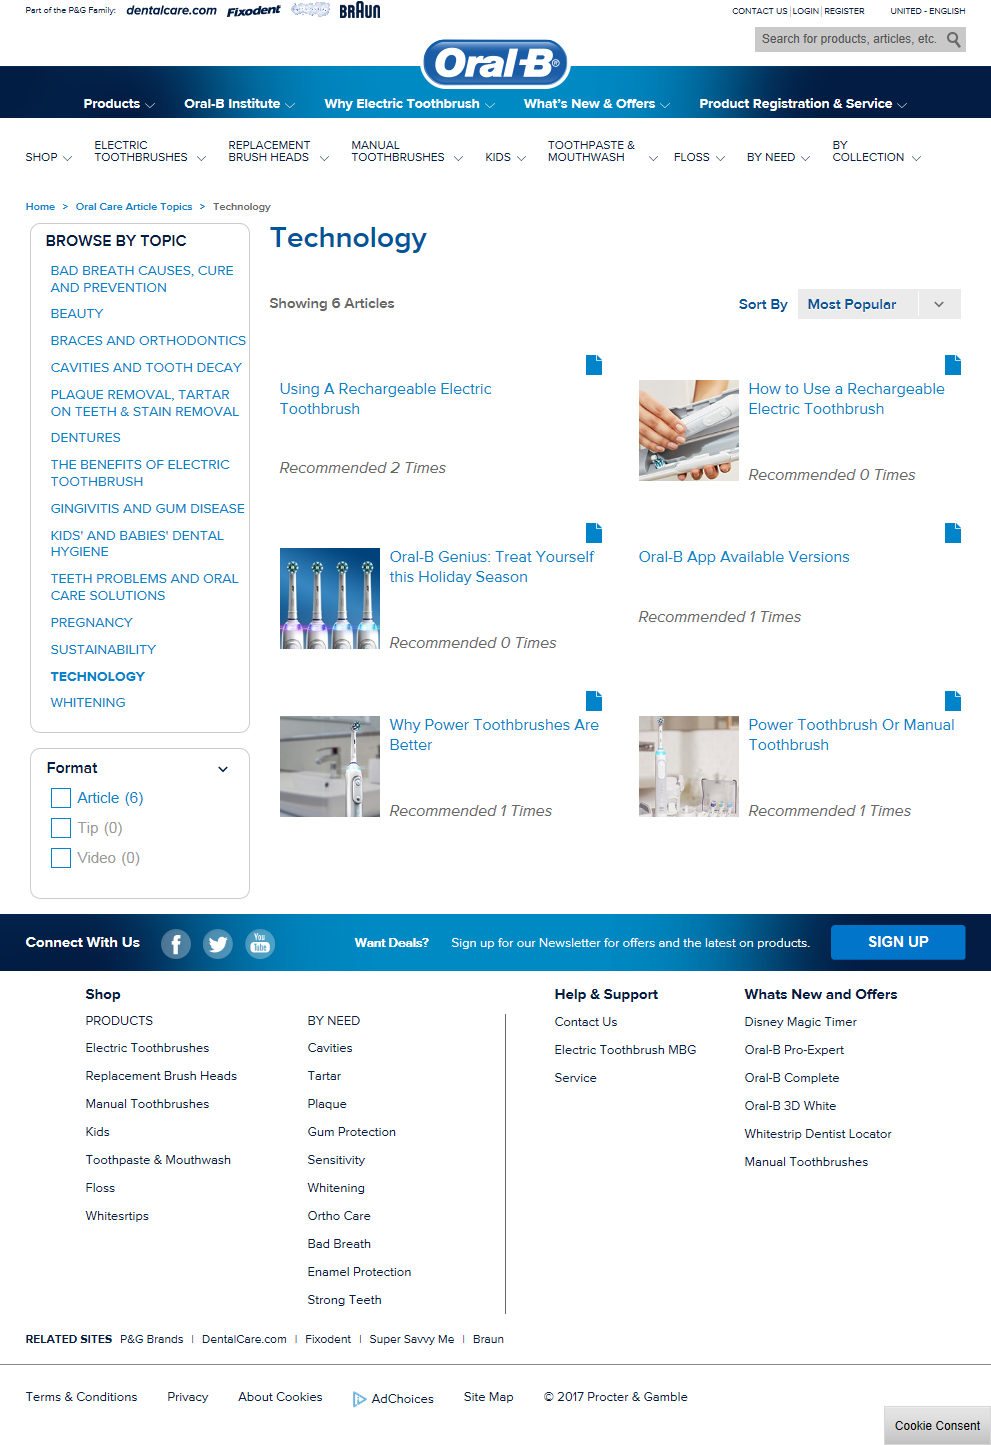 Part of the P&G Family: dentalcare.com Fixodent BRAUN
CONTACT US LOGIN REGISTER UNITED - ENGLISH
Search for products, articles, etc.
Oral-B®
Products Oral-B Institute Why Electric Toothbrush What's New & Offers Product Registration & Service
SHOP
ELECTRIC
TOOTHBRUSHES
REPLACEMENT
BRUSH HEADS
MANUAL
TOOTHBRUSHES
KIDS
TOOTHPASTE &
MOUTHWASH
FLOSS
BY NEED
BY
COLLECTION
Home > Oral Care Article Topics > Technology
BROWSE BY TOPIC
BAD BREATH CAUSES, CURE
AND PREVENTION
BEAUTY
BRACES AND ORTHODONTICS
CAVITIES AND TOOTH DECAY
PLAQUE REMOVAL, TARTAR
ON TEETH & STAIN REMOVAL
DENTURES
THE BENEFITS OF ELECTRIC
TOOTHBRUSH
GINGIVITIS AND GUM DISEASE
KIDS' AND BABIES' DENTAL
HYGIENE
TEETH PROBLEMS AND ORAL
CARE SOLUTIONS
PREGNANCY
SUSTAINABILITY
TECHNOLOGY
WHITENING
Format
Article (6)
Tip (0)
Video (0)
Technology
Showing 6 Articles
Sort By Most Popular
Using A Rechargeable Electric
Toothbrush
Recommended 2 Times
How to Use a Rechargeable
Electric Toothbrush
Recommended 0 Times
Oral-B Genius: Treat Yourself
this Holiday Season
Recommended 0 Times
Oral-B App Available Versions
Recommended 1 Times
Why Power Toothbrushes Are
Better
Recommended 1 Times
Power Toothbrush Or Manual
Toothbrush
Recommended 1 Times
Connect With Us
You
Tube
Want Deals? Sign up for our Newsletter for offers and the latest on products.
SIGN UP
Shop
PRODUCTS
Electric Toothbrushes
Replacement Brush Heads
Manual Toothbrushes
Kids
Toothpaste & Mouthwash
Floss
Whitesrtips
BY NEED
Cavities
Tartar
Plaque
Gum Protection
Sensitivity
Whitening
Ortho Care
Bad Breath
Enamel Protection
Strong Teeth
Help & Support
Contact Us
Electric Toothbrush MBG
Service
Whats New and Offers
Disney Magic Timer
Oral-B Pro-Expert
Oral-B Complete
Oral-B 3D White
Whitestrip Dentist Locator
Manual Toothbrushes
RELATED SITES P&G Brands | DentalCare.com | Fixodent | Super Savvy Me | Braun
Terms & Conditions Privacy About Cookies AdChoices Site Map © 2017 Procter & Gamble
Cookie Consent